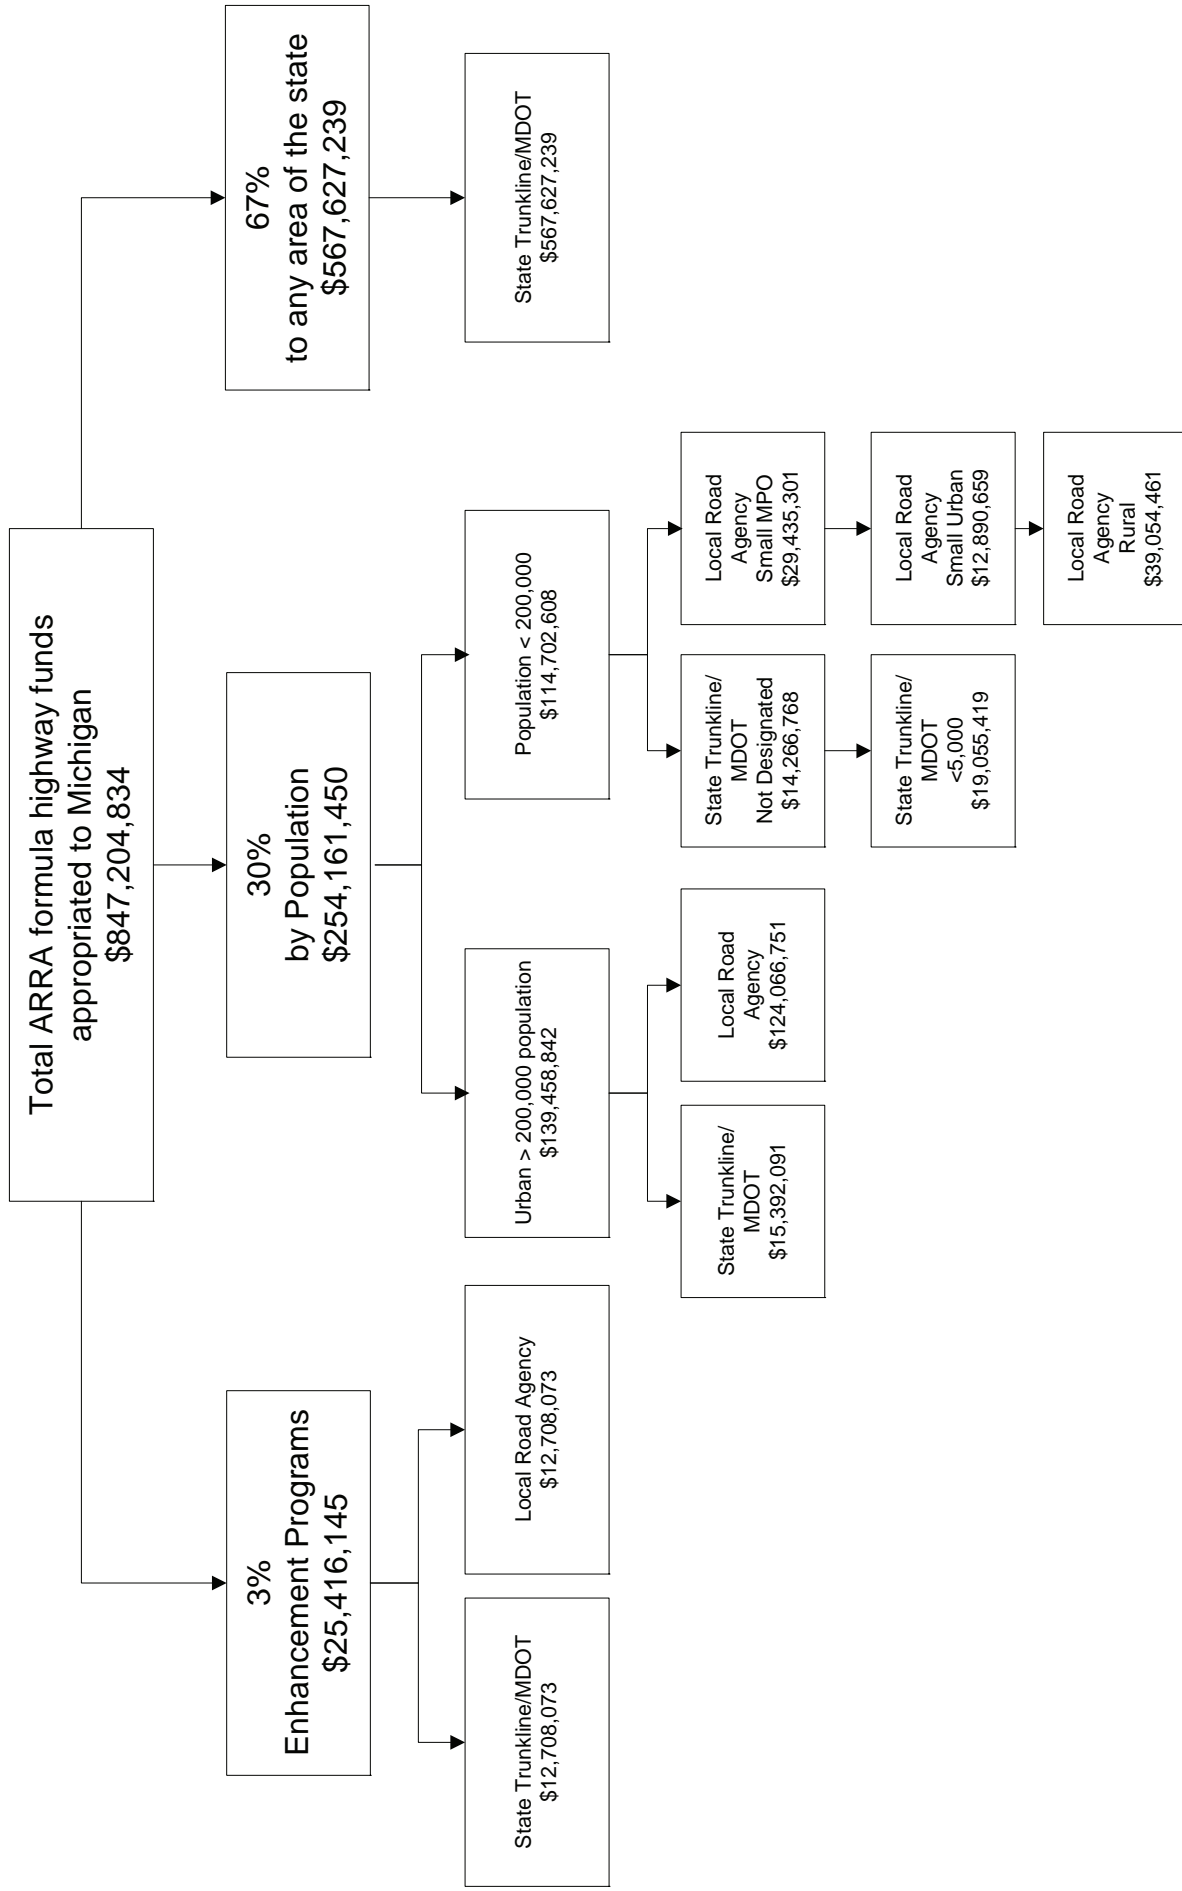 Total ARRA formula highway funds
appropriated to Michigan
$847,204,834
3%
Enhancement Programs
$25,416,145
30%
by Population
$254,161,450
67%
to any area of the state
$567,627,239
State Trunkline/MDOT
$12,708,073
Local Road Agency
$12,708,073
Urban > 200,000 population
$139,458,842
Population < 200,000
$114,702,608
State Trunkline/MDOT
$567,627,239
State Trunkline/
MDOT
$15,392,091
Local Road
Agency
$124,066,751
State Trunkline/
MDOT
Not Designated
$14,266,768
Local Road
Agency
Small MPO
$29,435,301
State Trunkline/
MDOT
<5,000
$19,055,419
Local Road
Agency
Small Urban
$12,890,659
Local Road
Agency
Rural
$39,054,461